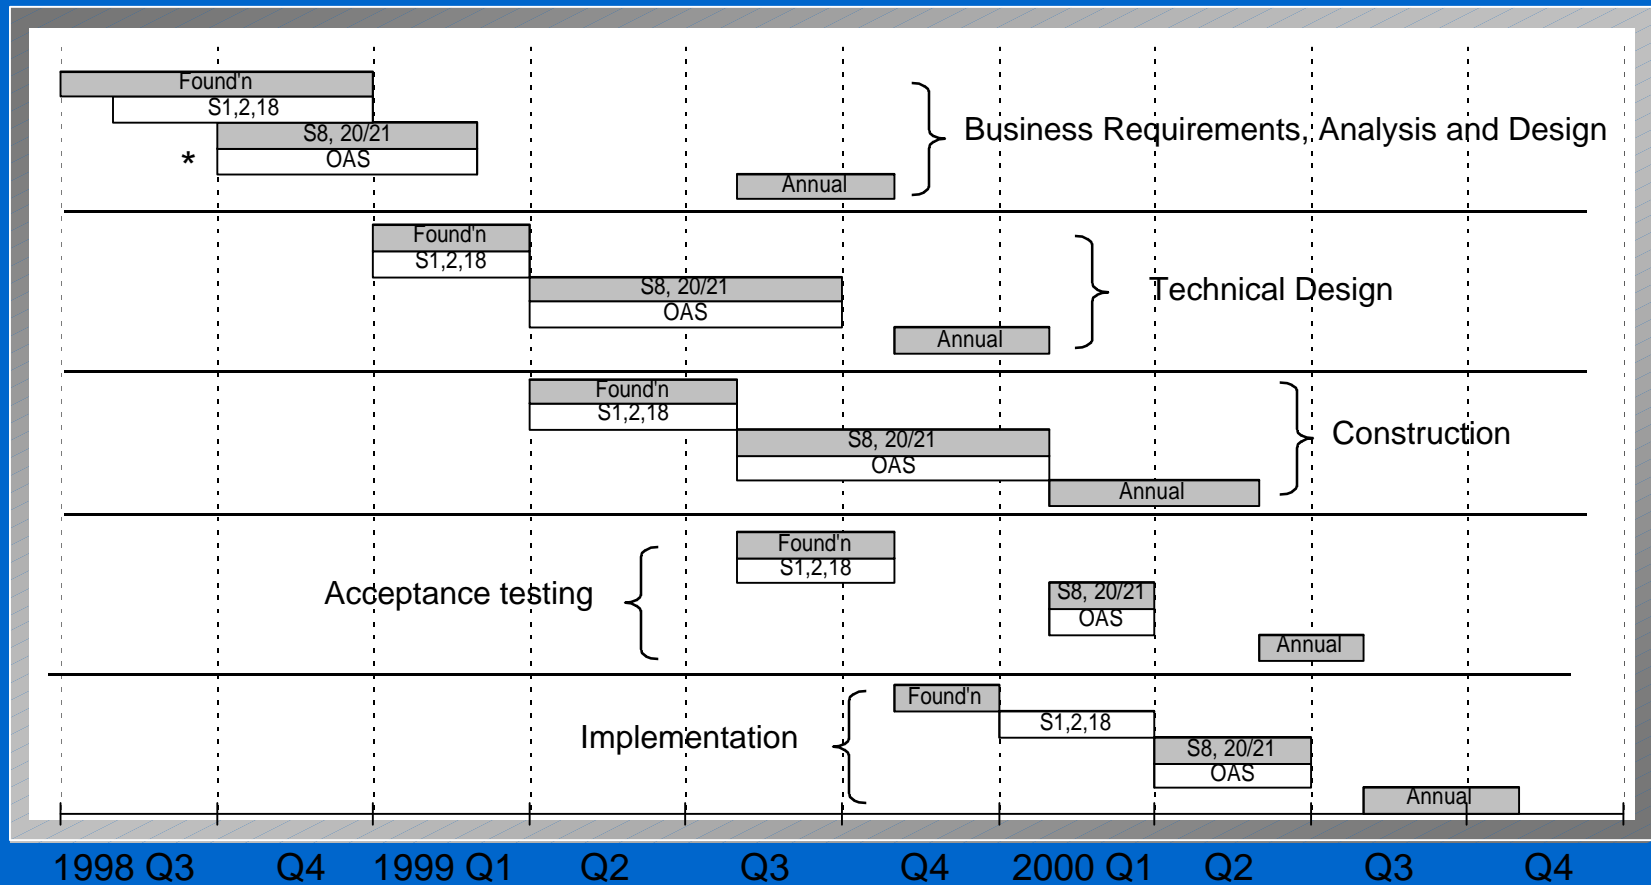 Found'n
S1,2,18
S8, 20/21
* OAS
Annual
Business Requirements, Analysis and Design
Found'n
S1,2,18
S8, 20/21
OAS
Annual
Technical Design
Found'n
S1,2,18
S8, 20/21
OAS
Annual
Construction
Found'n
S1,2,18
S8, 20/21
OAS
Annual
Acceptance testing
Found'n
S1,2,18
S8, 20/21
OAS
Annual
Implementation
1998 Q3 Q4 1999 Q1 Q2 Q3 Q4 2000 Q1 Q2 Q3 Q4